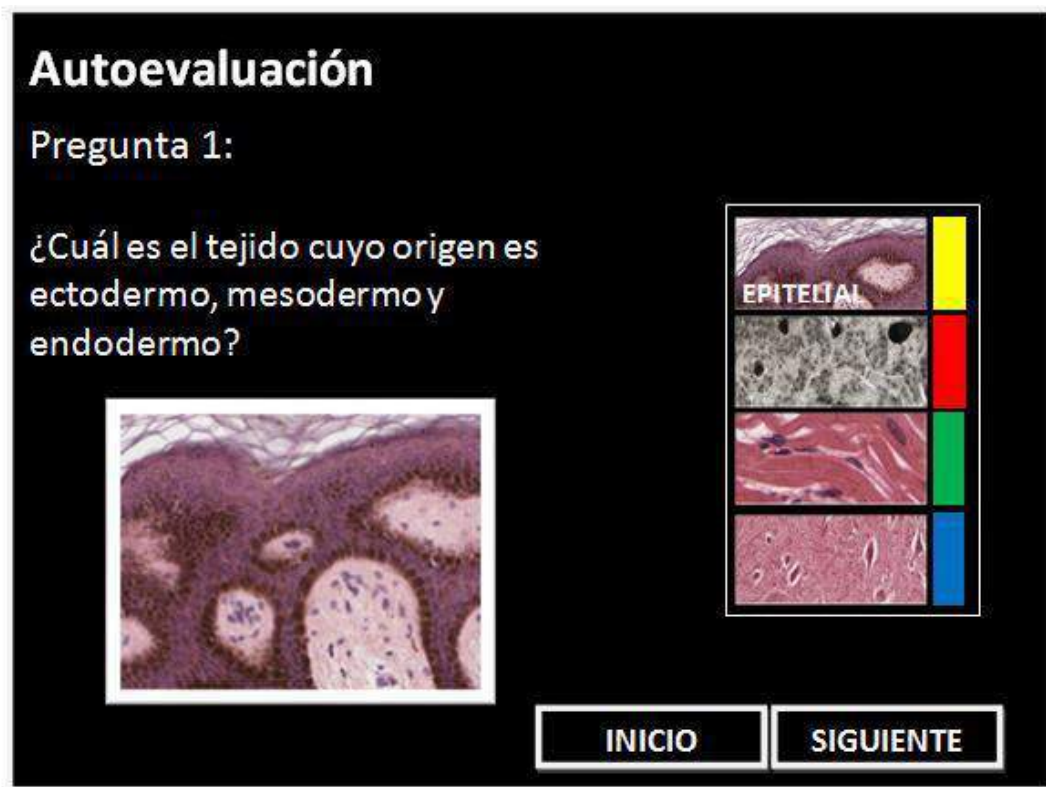 Autoevaluación
Pregunta 1:
¿Cuál es el tejido cuyo origen es
ectodermo, mesodermo y
endodermo?
EPITELIAL
INICIO
SIGUIENTE